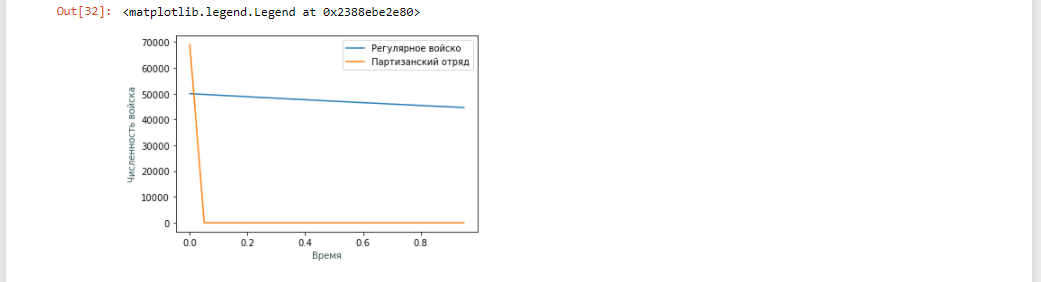 Out[32]: <matplotlib.legend.Legend at 0x2388ebe2e80>
Регулярное войско
Партизанский отряд
Численность войска
70000
60000
50000
40000
30000
20000
10000
0
0.0 0.2 0.4 0.6 0.8
Время